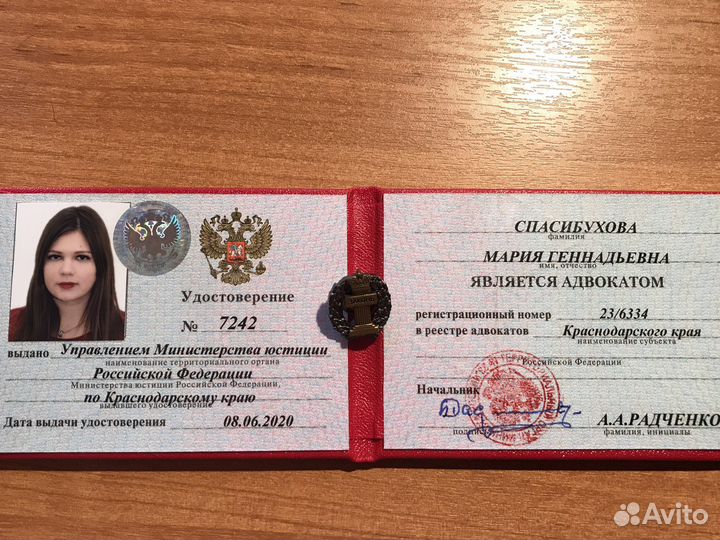 Удостоверение
№ 7242
выдано Управлением Министерства юстиции
наименование территориального органа
Российской Федерации
Министерства юстиции Российской Федерации,
по Краснодарскому краю
выдавшего удостоверение
Дата выдачи удостоверения 08.06.2020
СПАСИБУХОВА
фамилия
МАРИЯ ГЕННАДЬЕВНА
имя, отчество
ЯВЛЯЕТСЯ АДВОКАТОМ
регистрационный номер 23/6334
в реестре адвокатов Краснодарского края
наименование субъекта
Российской Федерации
Начальник
А.А.РАДЧЕНКО
подпись фамилия, инициалы
Avito